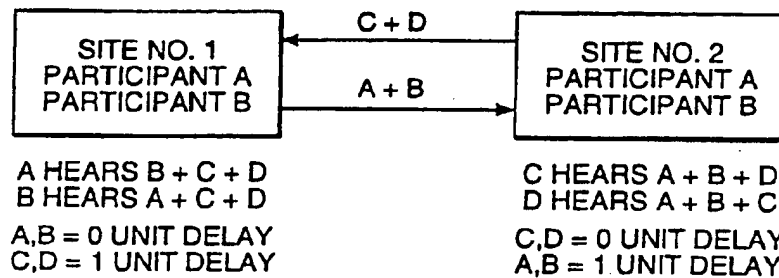 C + D
SITE NO. 1
PARTICIPANT A
PARTICIPANT B
A + B
SITE NO. 2
PARTICIPANT A
PARTICIPANT B
A HEARS B + C + D
B HEARS A + C + D
A,B = 0 UNIT DELAY
C,D = 1 UNIT DELAY
C HEARS A + B + D
D HEARS A + B + C
C,D = 0 UNIT DELAY
A,B = 1 UNIT DELAY